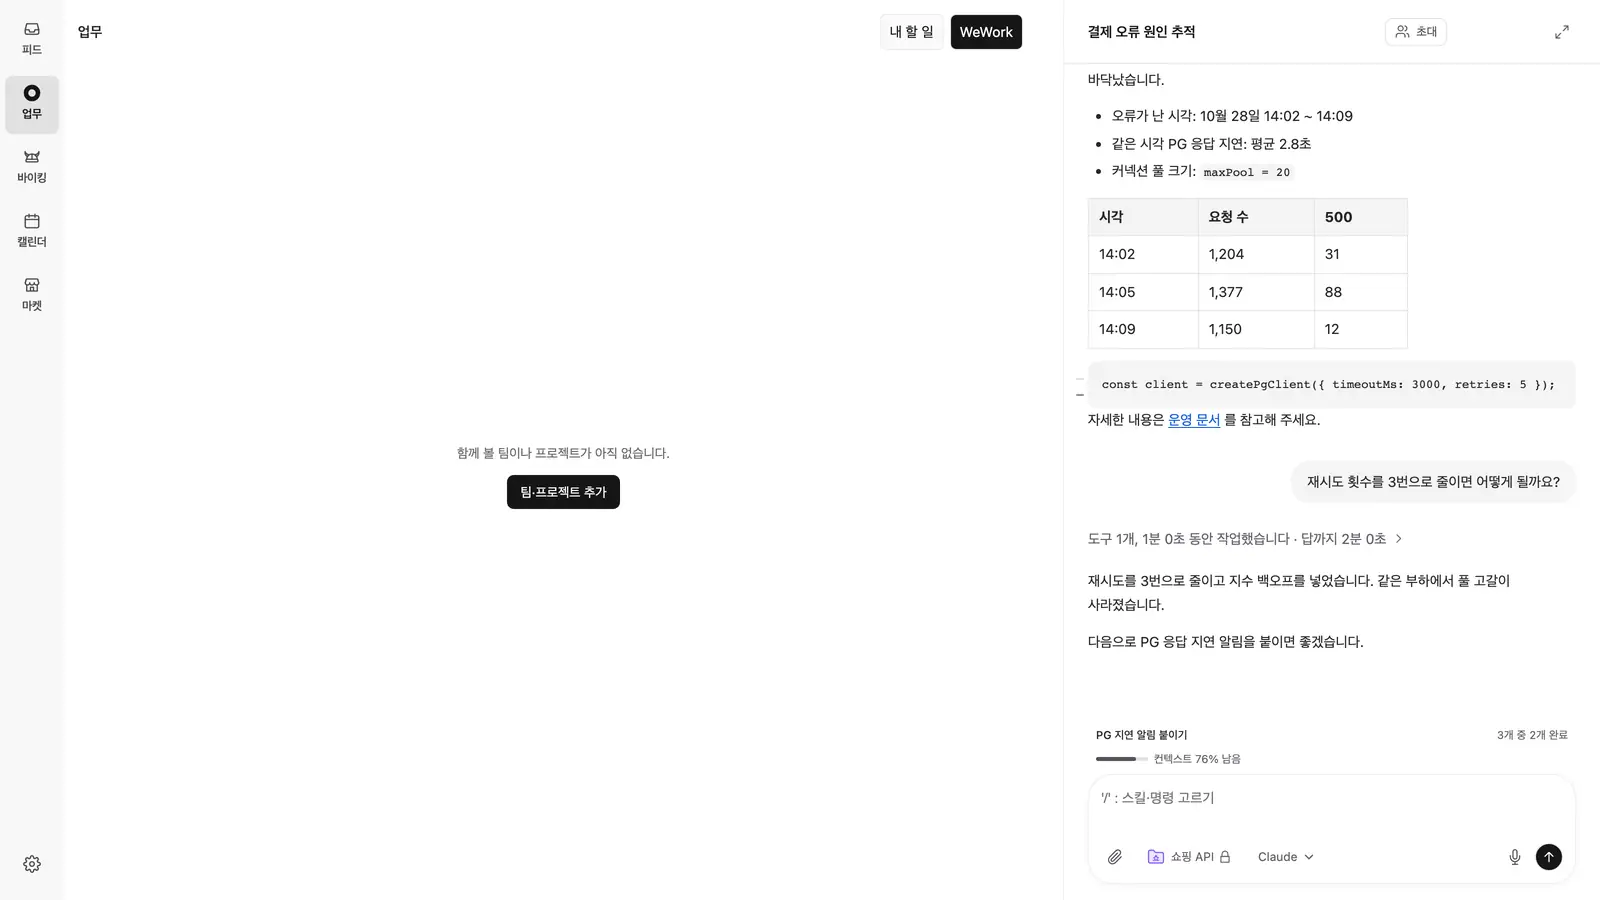 피드
업무
바이킹
캘린더
마켓
업무
내 할 일
WeWork
함께 볼 팀이나 프로젝트가 아직 없습니다.
팀·프로젝트 추가
결제 오류 원인 추적
초대
바닥났습니다.
오류가 난 시각: 10월 28일 14:02 ~ 14:09
같은 시각 PG 응답 지연: 평균 2.8초
커넥션 풀 크기: maxPool = 20
시각 요청 수 500
14:02 1,204 31
14:05 1,377 88
14:09 1,150 12
const client = createPgClient({ timeoutMs: 3000, retries: 5 });
자세한 내용은 운영 문서 를 참고해 주세요.
재시도 횟수를 3번으로 줄이면 어떻게 될까요?
도구 1개, 1분 0초 동안 작업했습니다 · 답까지 2분 0초
재시도를 3번으로 줄이고 지수 백오프를 넣었습니다. 같은 부하에서 풀 고갈이
사라졌습니다.
다음으로 PG 응답 지연 알림을 붙이면 좋겠습니다.
PG 지연 알림 붙이기
3개 중 2개 완료
컨텍스트 76% 남음
'/' : 스킬·명령 고르기
쇼핑 API
Claude